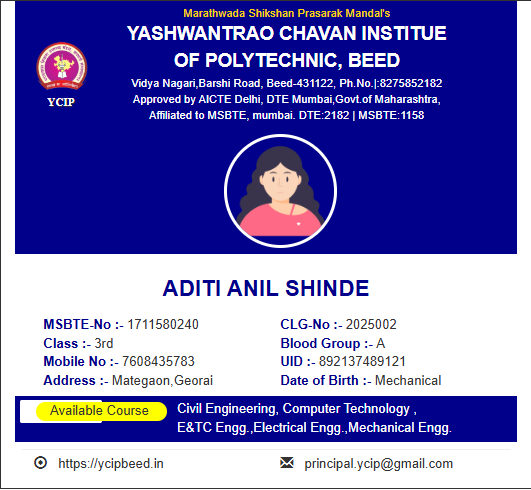 Marathwada Shikshan Prasarak Mandal's
YASHWANTRAO CHAVAN INSTITUE
OF POLYTECHNIC, BEED
Vidya Nagari,Barshi Road, Beed-431122, Ph.No.|:8275852182
Approved by AICTE Delhi, DTE Mumbai,Govt.of Maharashtra,
Affiliated to MSBTE, mumbai. DTE:2182 | MSBTE:1158
YCIP
ADITI ANIL SHINDE
MSBTE-No :- 1711580240 CLG-No :- 2025002
Class :- 3rd Blood Group :- A
Mobile No :- 7608435783 UID :- 892137489121
Address :- Mategaon,Georai Date of Birth :- Mechanical
Available Course Civil Engineering, Computer Technology ,
E&TC Engg.,Electrical Engg.,Mechanical Engg.
https://ycipbeed.in principal.ycip@gmail.com